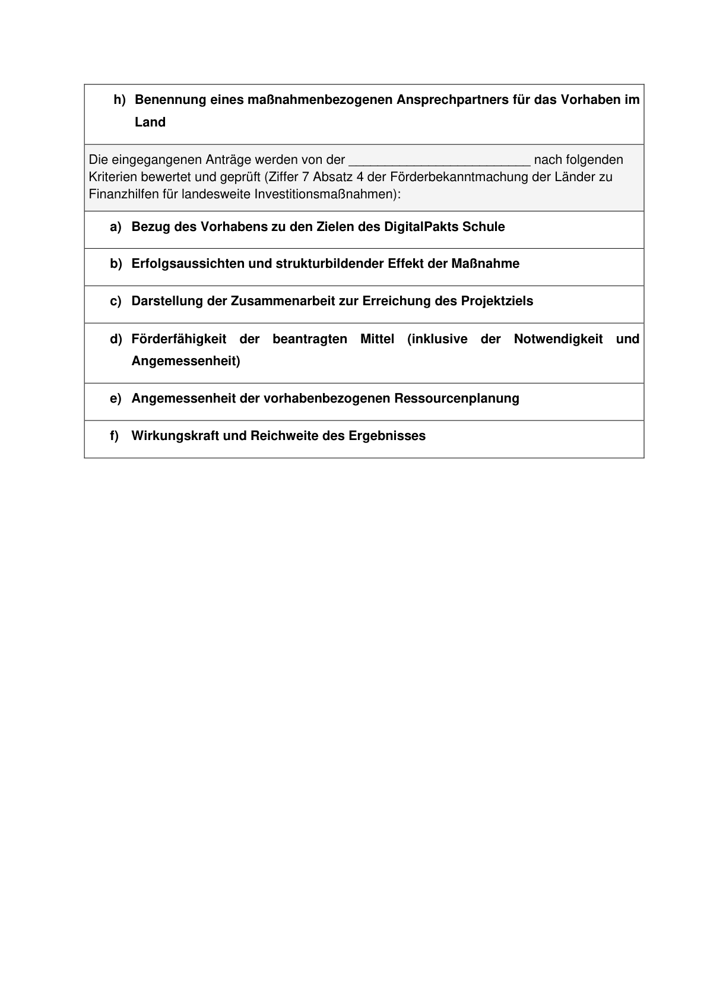 h) Benennung eines maßnahmenbezogenen Ansprechpartners für das Vorhaben im
Land
Die eingegangenen Anträge werden von der _________________________ nach folgenden
Kriterien bewertet und geprüft (Ziffer 7 Absatz 4 der Förderbekanntmachung der Länder zu
Finanzhilfen für landesweite Investitionsmaßnahmen):
a) Bezug des Vorhabens zu den Zielen des DigitalPakts Schule
b) Erfolgsaussichten und strukturbildender Effekt der Maßnahme
c) Darstellung der Zusammenarbeit zur Erreichung des Projektziels
d) Förderfähigkeit der beantragten Mittel (inklusive der Notwendigkeit und
Angemessenheit)
e) Angemessenheit der vorhabenbezogenen Ressourcenplanung
f) Wirkungskraft und Reichweite des Ergebnisses